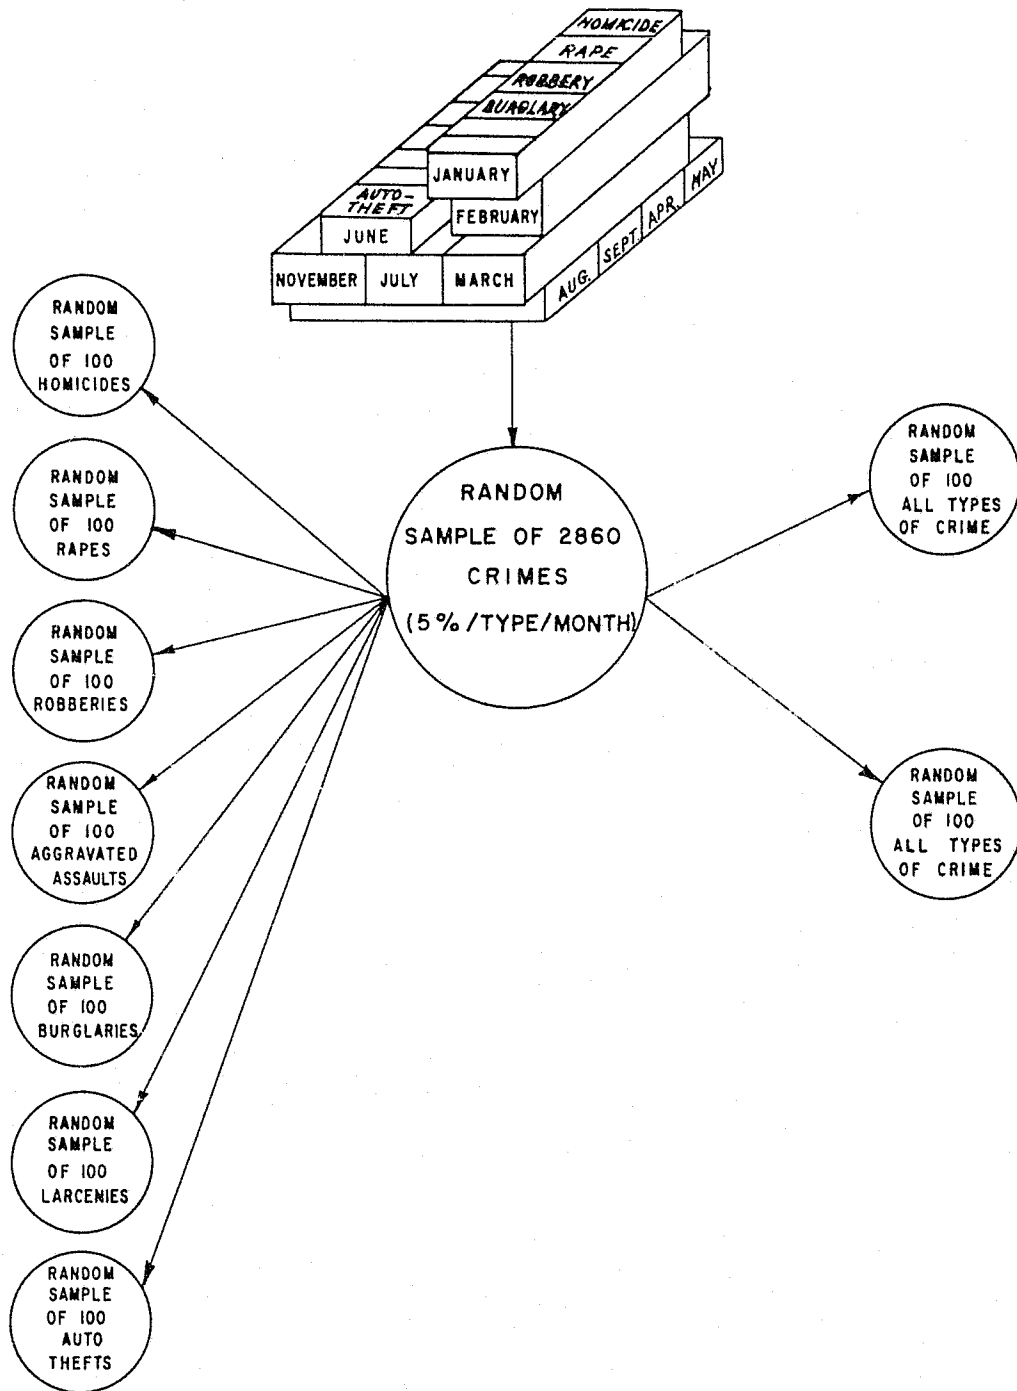 HOMICIDE
RAPE
ROBBERY
BURGLARY
JANUARY
AUTO-
THEFT
FEBRUARY
JUNE
NOVEMBER
JULY
MARCH
AUG.
SEPT.
APR.
MAY
RANDOM
SAMPLE
OF 100
HOMICIDES
RANDOM
SAMPLE
OF 100
RAPES
RANDOM
SAMPLE
OF 100
ROBBERIES
RANDOM
SAMPLE
OF 100
AGGRAVATED
ASSAULTS
RANDOM
SAMPLE
OF 100
BURGLARIES
RANDOM
SAMPLE
OF 100
LARCENIES
RANDOM
SAMPLE
OF 100
AUTO
THEFTS
RANDOM
SAMPLE OF 2860
CRIMES
(5%/TYPE/MONTH)
RANDOM
SAMPLE
OF 100
ALL TYPES
OF CRIME
RANDOM
SAMPLE
OF 100
ALL TYPES
OF CRIME